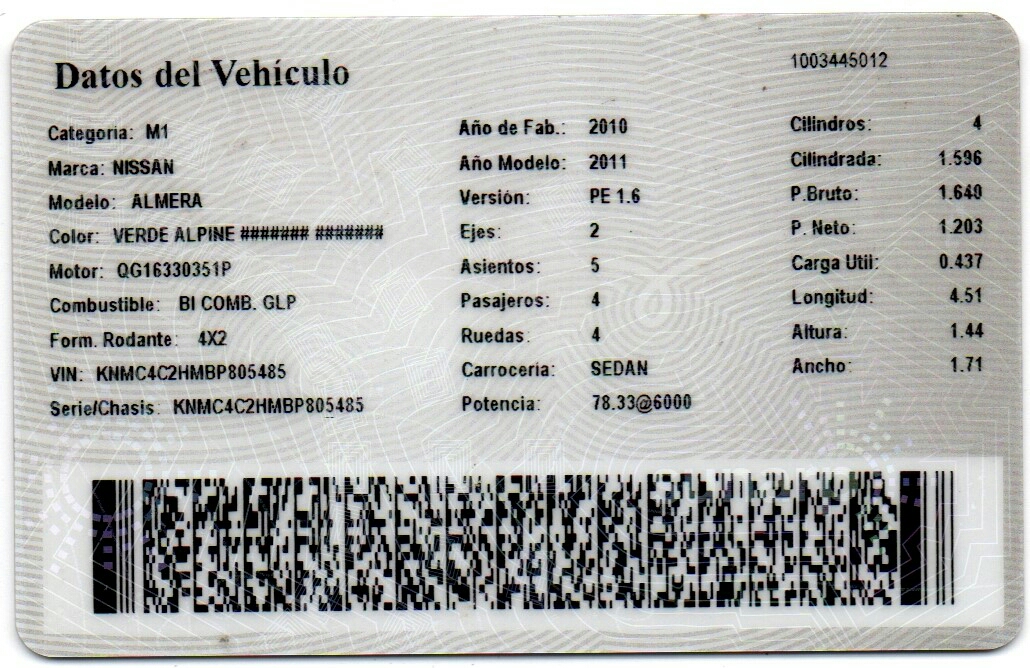 Datos del Vehículo
1003445012
Categoria: M1
Marca: NISSAN
Modelo: ALMERA
Color: VERDE ALPINE ####### #######
Motor: QG16330351P
Combustible: BI COMB. GLP
Form. Rodante: 4X2
VIN: KNMC4C2HMBP805485
Serie/Chasis: KNMC4C2HMBP805485
Año de Fab.: 2010
Año Modelo: 2011
Versión: PE 1.6
Ejes: 2
Asientos: 5
Pasajeros: 4
Ruedas: 4
Carroceria: SEDAN
Potencia: 78.33@6000
Cilindros: 4
Cilindrada: 1.596
P.Bruto: 1.640
P. Neto: 1.203
Carga Util: 0.437
Longitud: 4.51
Altura: 1.44
Ancho: 1.71